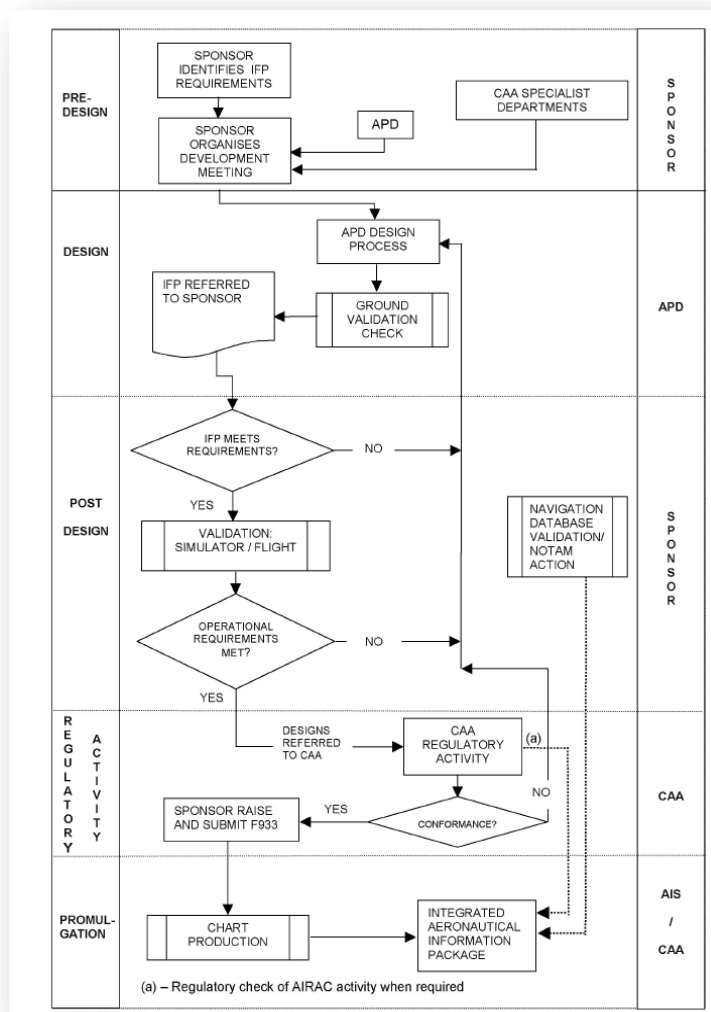 SPONSOR
IDENTIFIES IFP
REQUIREMENTS
PRE-
DESIGN
CAA SPECIALIST
DEPARTMENTS
APD
SPONSOR
ORGANISES
DEVELOPMENT
MEETING
S
P
O
N
S
O
R
DESIGN
APD DESIGN
PROCESS
IFP REFERRED
TO SPONSOR
GROUND
VALIDATION
CHECK
APD
IFP MEETS
REQUIREMENTS?
NO
YES
POST
DESIGN
VALIDATION:
SIMULATOR / FLIGHT
NAVIGATION
DATABASE
VALIDATION/
NOTAM
ACTION
S
P
O
N
S
O
R
OPERATIONAL
REQUIREMENTS
MET?
NO
YES
R
E
G
U
L
A
T
O
R
Y
A
C
T
I
V
I
T
Y
DESIGNS
REFERRED
TO CAA
CAA
REGULATORY
ACTIVITY
(a)
NO
CAA
SPONSOR RAISE
AND SUBMIT F933
YES
CONFORMANCE?
PROMUL-
GATION
CHART
PRODUCTION
INTEGRATED
AERONAUTICAL
INFORMATION
PACKAGE
AIS
/
CAA
(a) – Regulatory check of AIRAC activity when required